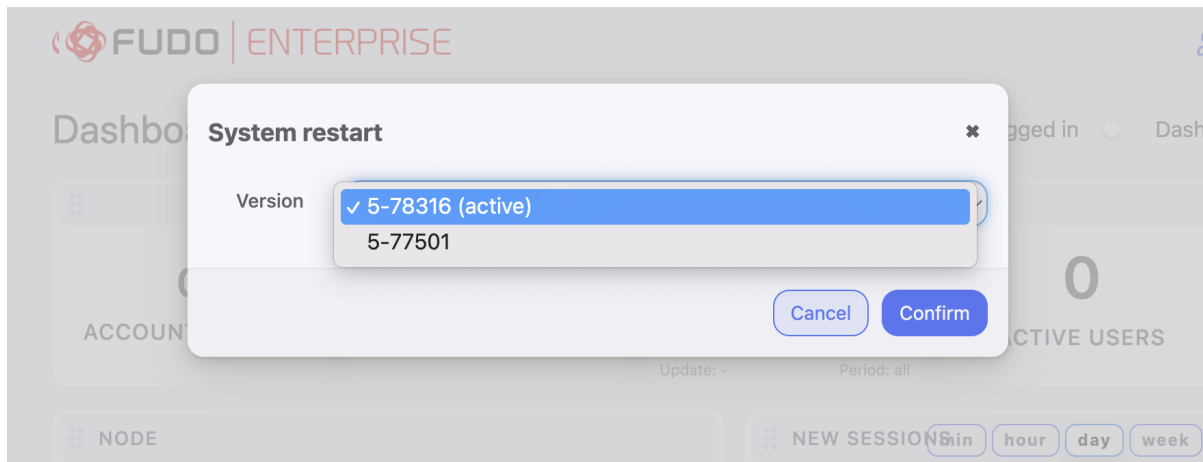 FUDO ENTERPRISE
Dashbo
System restart
gged in
Dash
Version
5-78316 (active)
5-77501
0
ACCOUN
Cancel
Confirm
ACTIVE USERS
Update: -
Period: all
NODE
NEW SESSIONS
min
hour
day
week